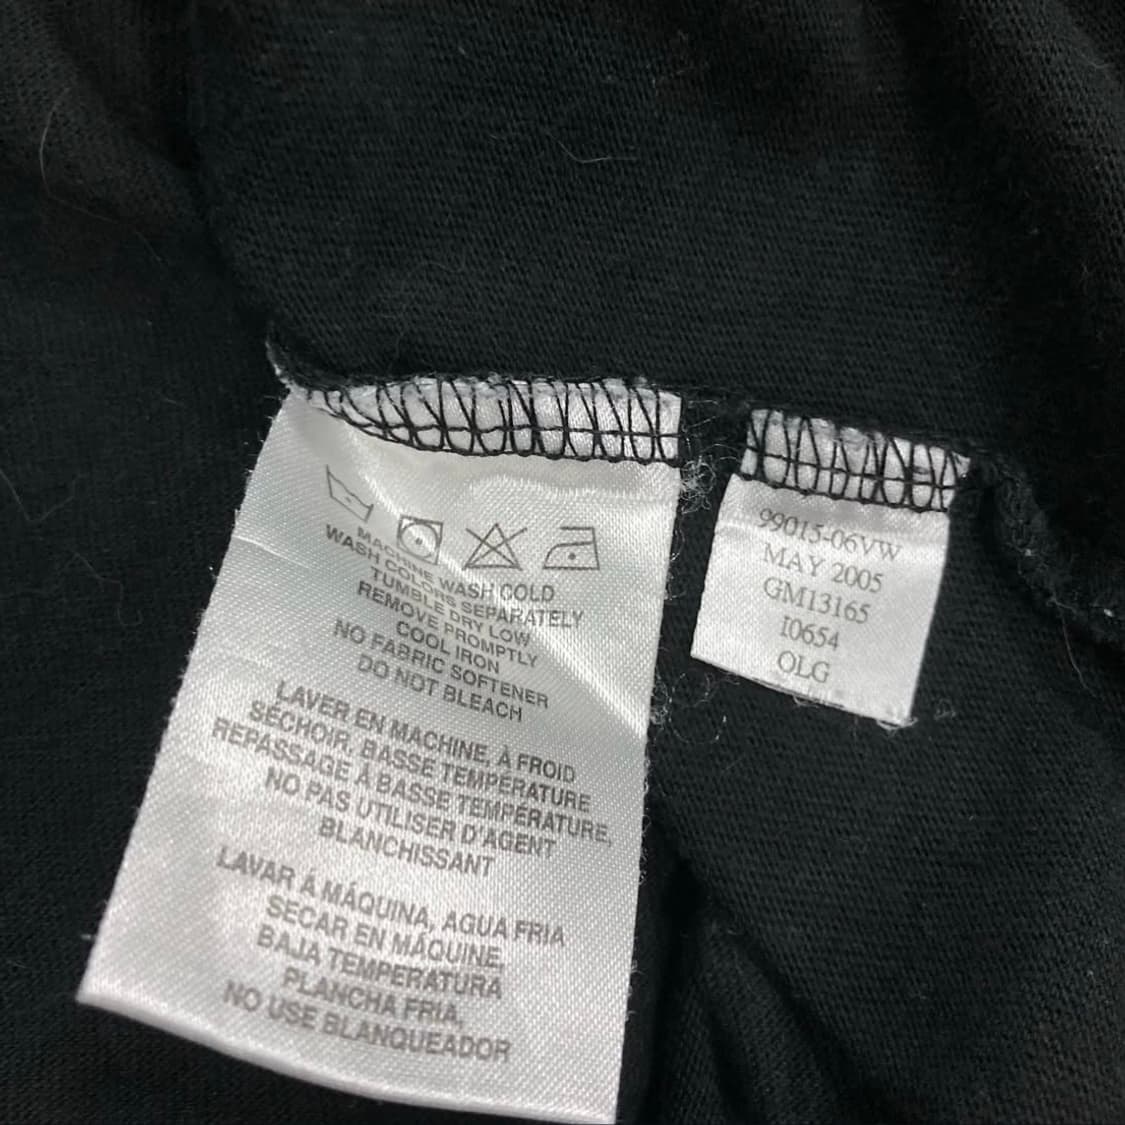 MACHINE WASH COLD
WASH COLORS SEPARATELY
TUMBLE DRY LOW
REMOVE PROMPTLY
COOL IRON
NO FABRIC SOFTENER
DO NOT BLEACH
LAVER EN MACHINE, À FROID
SÉCHOIR, BASSE TEMPERATURE
REPASSAGE À BASSE TEMPÉRATURE,
NO PAS UTILISER D'AGENT
BLANCHISSANT
LAVAR Á MÁQUINA, AGUA FRIA
SECAR EN MÁQUINE,
BAJA TEMPERATURA
PLANCHA FRIA,
NO USE BLANQUEADOR
99015-06VW
MAY 2005
GM13165
I0654
OLG